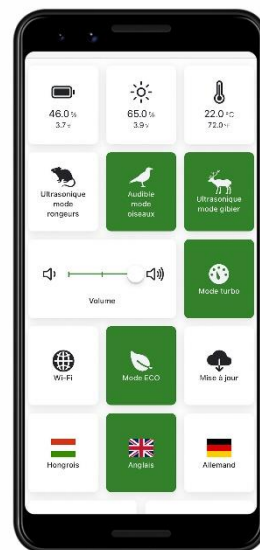 46.0 %
3.7 v
65.0 %
3.9 v
22.0 °C
72.0 °F
Ultrasonique
mode
rongeurs
Audible
mode
oiseaux
Ultrasonique
mode gibier
Volume
Mode turbo
Wi-Fi
Mode ECO
Mise à jour
Hongrois
Anglais
Allemand